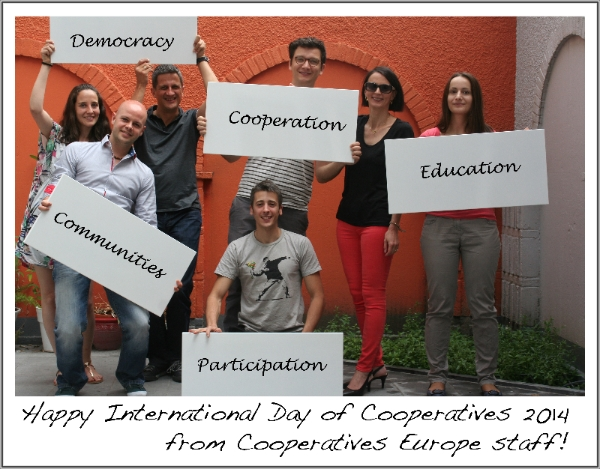 Democracy
Cooperation
Education
Communities
Participation
Happy International Day of Cooperatives 2014
from Cooperatives Europe staff!